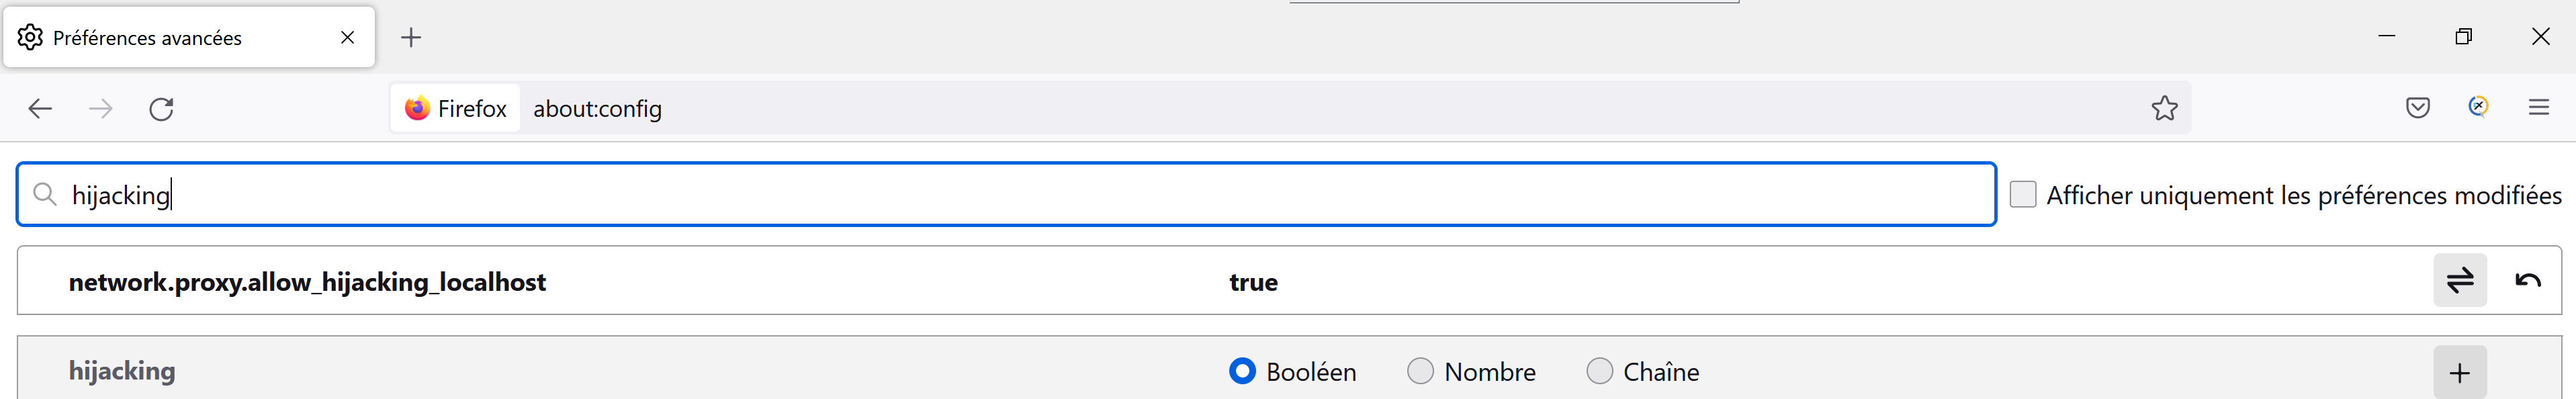 Préférences avancées
Firefox about:config
hijacking
Afficher uniquement les préférences modifiées
network.proxy.allow_hijacking_localhost true
hijacking Booléen Nombre Chaîne